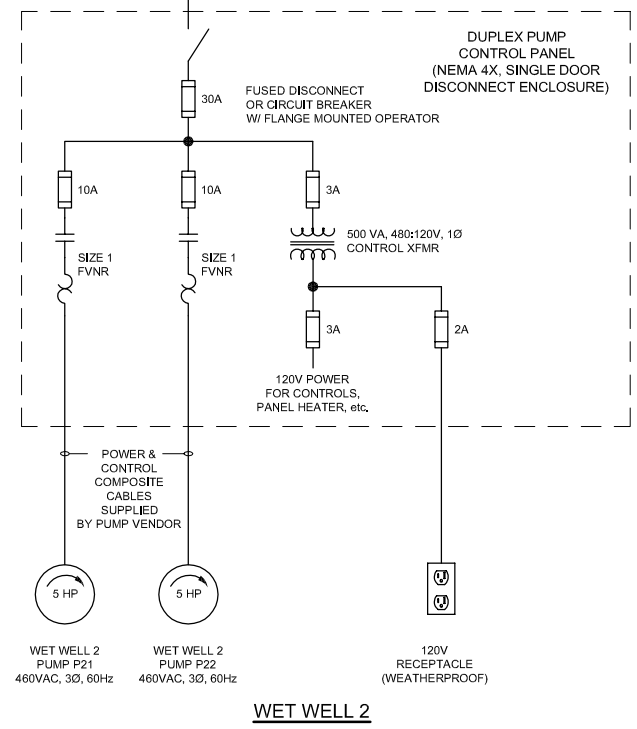 DUPLEX PUMP
CONTROL PANEL
(NEMA 4X, SINGLE DOOR
DISCONNECT ENCLOSURE)
30A
FUSED DISCONNECT
OR CIRCUIT BREAKER
W/ FLANGE MOUNTED OPERATOR
10A
10A
3A
500 VA, 480:120V, 1Ø
CONTROL XFMR
SIZE 1
FVNR
SIZE 1
FVNR
3A
2A
120V POWER
FOR CONTROLS,
PANEL HEATER, etc.
POWER &
CONTROL
COMPOSITE
CABLES
SUPPLIED
BY PUMP VENDOR
5 HP
5 HP
WET WELL 2
PUMP P21
460VAC, 3Ø, 60Hz
WET WELL 2
PUMP P22
460VAC, 3Ø, 60Hz
120V
RECEPTACLE
(WEATHERPROOF)
WET WELL 2